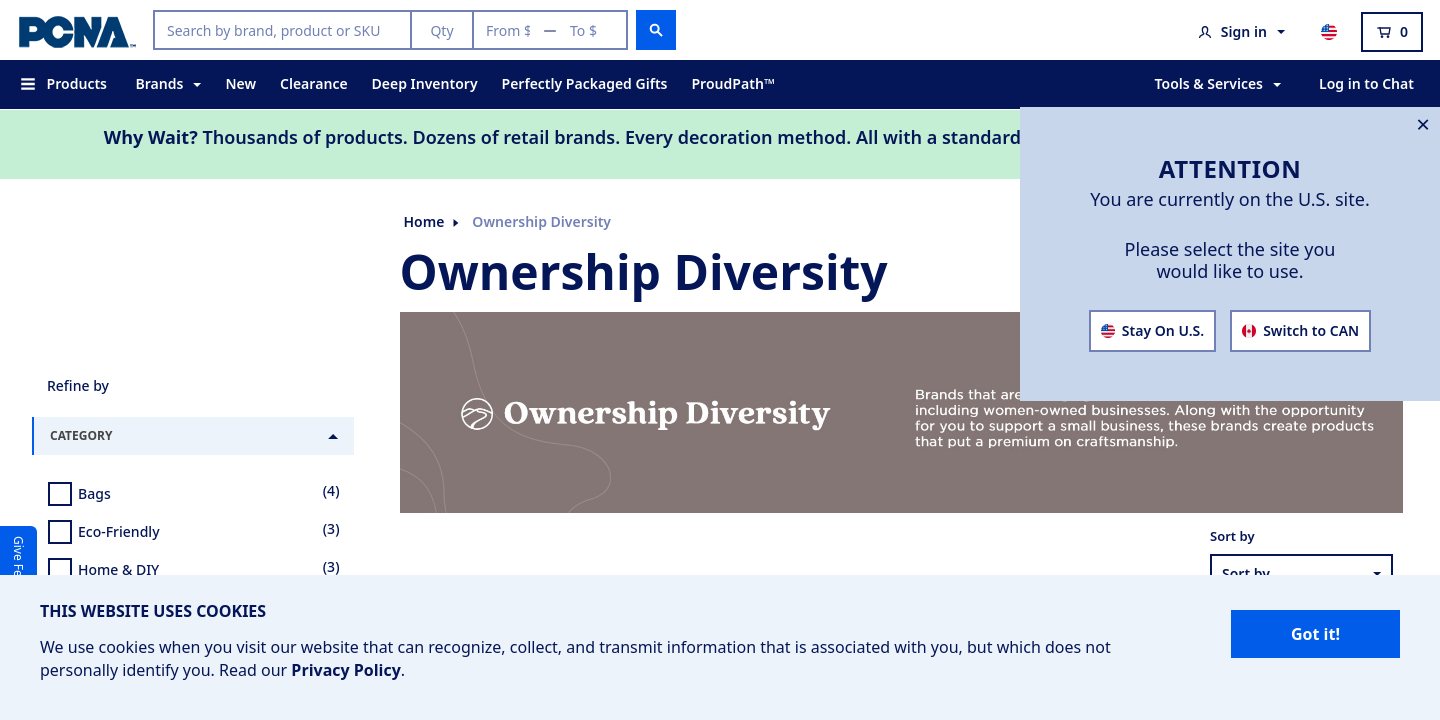 PCNA™
Search by brand, product or SKU
Qty
From $ — To $
Sign in
0
Products
Brands
New
Clearance
Deep Inventory
Perfectly Packaged Gifts
ProudPath™
Tools & Services
Log in to Chat
Why Wait? Thousands of products. Dozens of retail brands. Every decoration method. All with a standard
ATTENTION
You are currently on the U.S. site.
Please select the site you
would like to use.
Stay On U.S.
Switch to CAN
Home
Ownership Diversity
Ownership Diversity
Ownership Diversity
Brands that are
including women-owned businesses. Along with the opportunity
for you to support a small business, these brands create products
that put a premium on craftsmanship.
Refine by
CATEGORY
Bags (4)
Eco-Friendly (3)
Home & DIY (3)
Sort by
Sort by
Give
THIS WEBSITE USES COOKIES
We use cookies when you visit our website that can recognize, collect, and transmit information that is associated with you, but which does not
personally identify you. Read our Privacy Policy.
Got it!